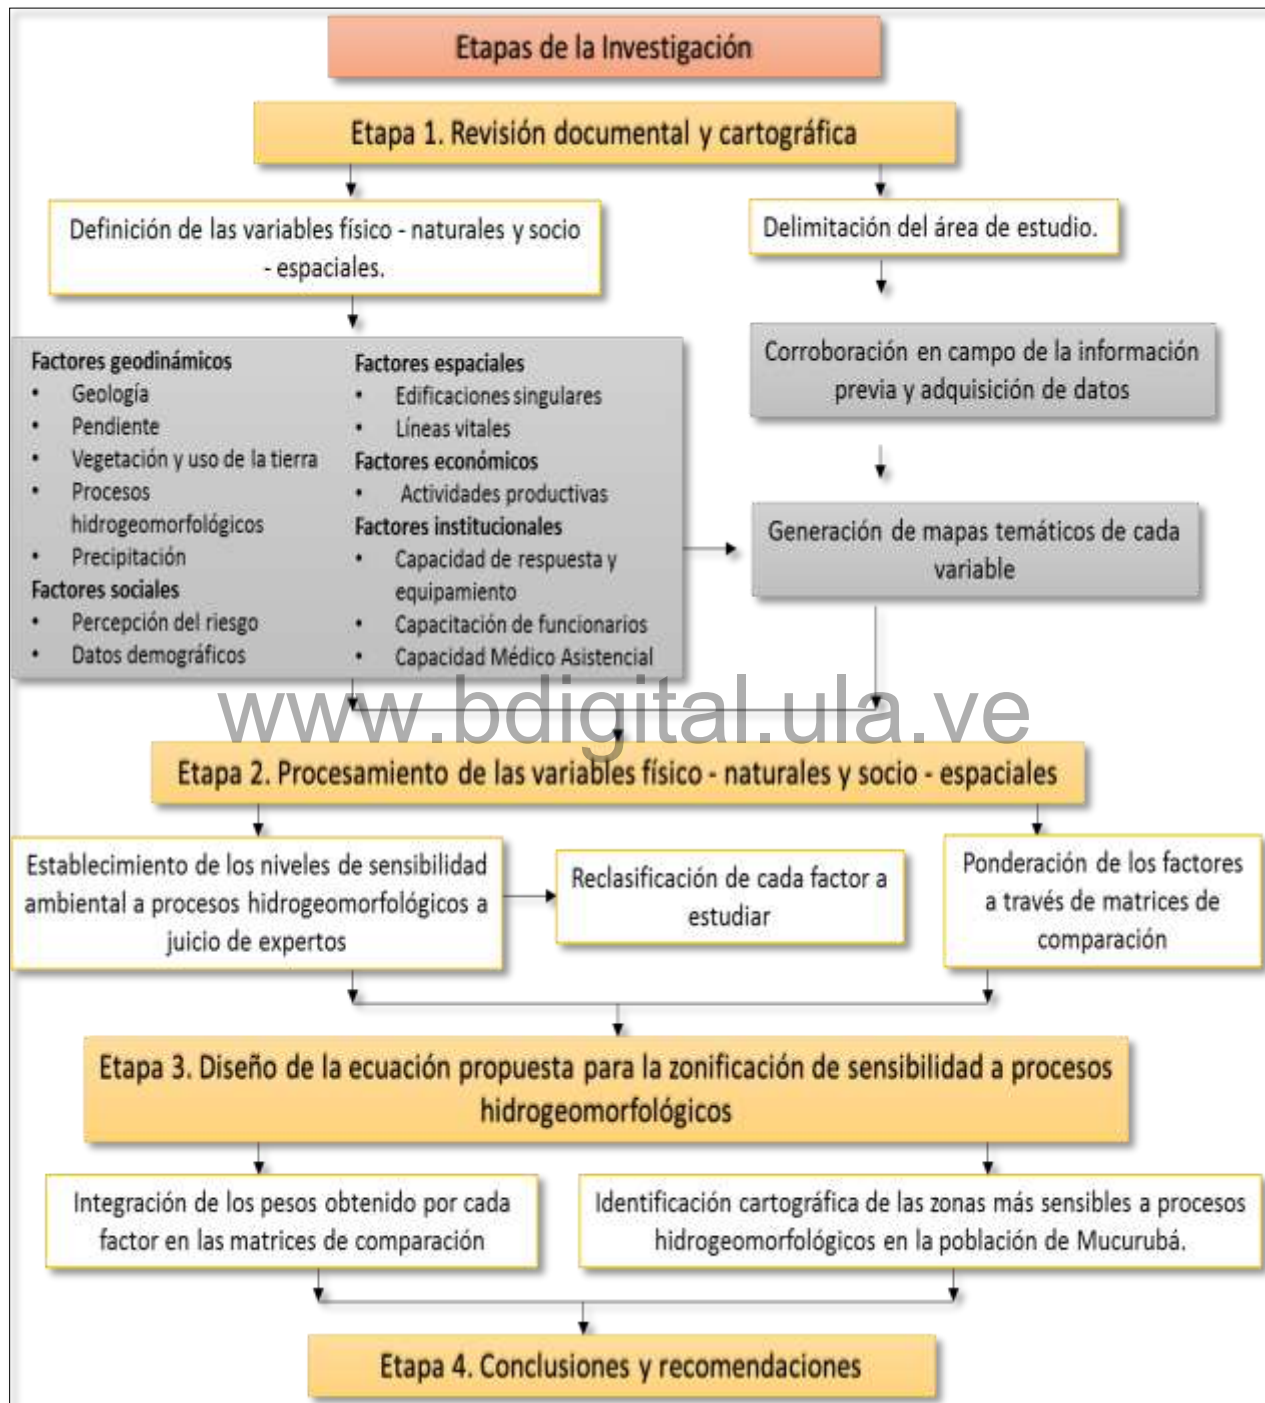 Etapas de la Investigación
Etapa 1. Revisión documental y cartográfica
Definición de las variables físico - naturales y socio
- espaciales.
Delimitación del área de estudio.
Factores geodinámicos
• Geología
• Pendiente
• Vegetación y uso de la tierra
• Procesos
hidrogeomorfológicos
• Precipitación
Factores sociales
• Percepción del riesgo
• Datos demográficos
Factores espaciales
• Edificaciones singulares
• Líneas vitales
Factores económicos
• Actividades productivas
Factores institucionales
• Capacidad de respuesta y
equipamiento
• Capacitación de funcionarios
• Capacidad Médico Asistencial
Corroboración en campo de la información
previa y adquisición de datos
Generación de mapas temáticos de cada
variable
www.bdigital.ula.ve
Etapa 2. Procesamiento de las variables físico - naturales y socio - espaciales
Establecimiento de los niveles de sensibilidad
ambiental a procesos hidrogeomorfológicos a
juicio de expertos
Reclasificación de cada factor a
estudiar
Ponderación de los factores
a través de matrices de
comparación
Etapa 3. Diseño de la ecuación propuesta para la zonificación de sensibilidad a procesos
hidrogeomorfológicos
Integración de los pesos obtenido por cada
factor en las matrices de comparación
Identificación cartográfica de las zonas más sensibles a procesos
hidrogeomorfológicos en la población de Mucurubá.
Etapa 4. Conclusiones y recomendaciones